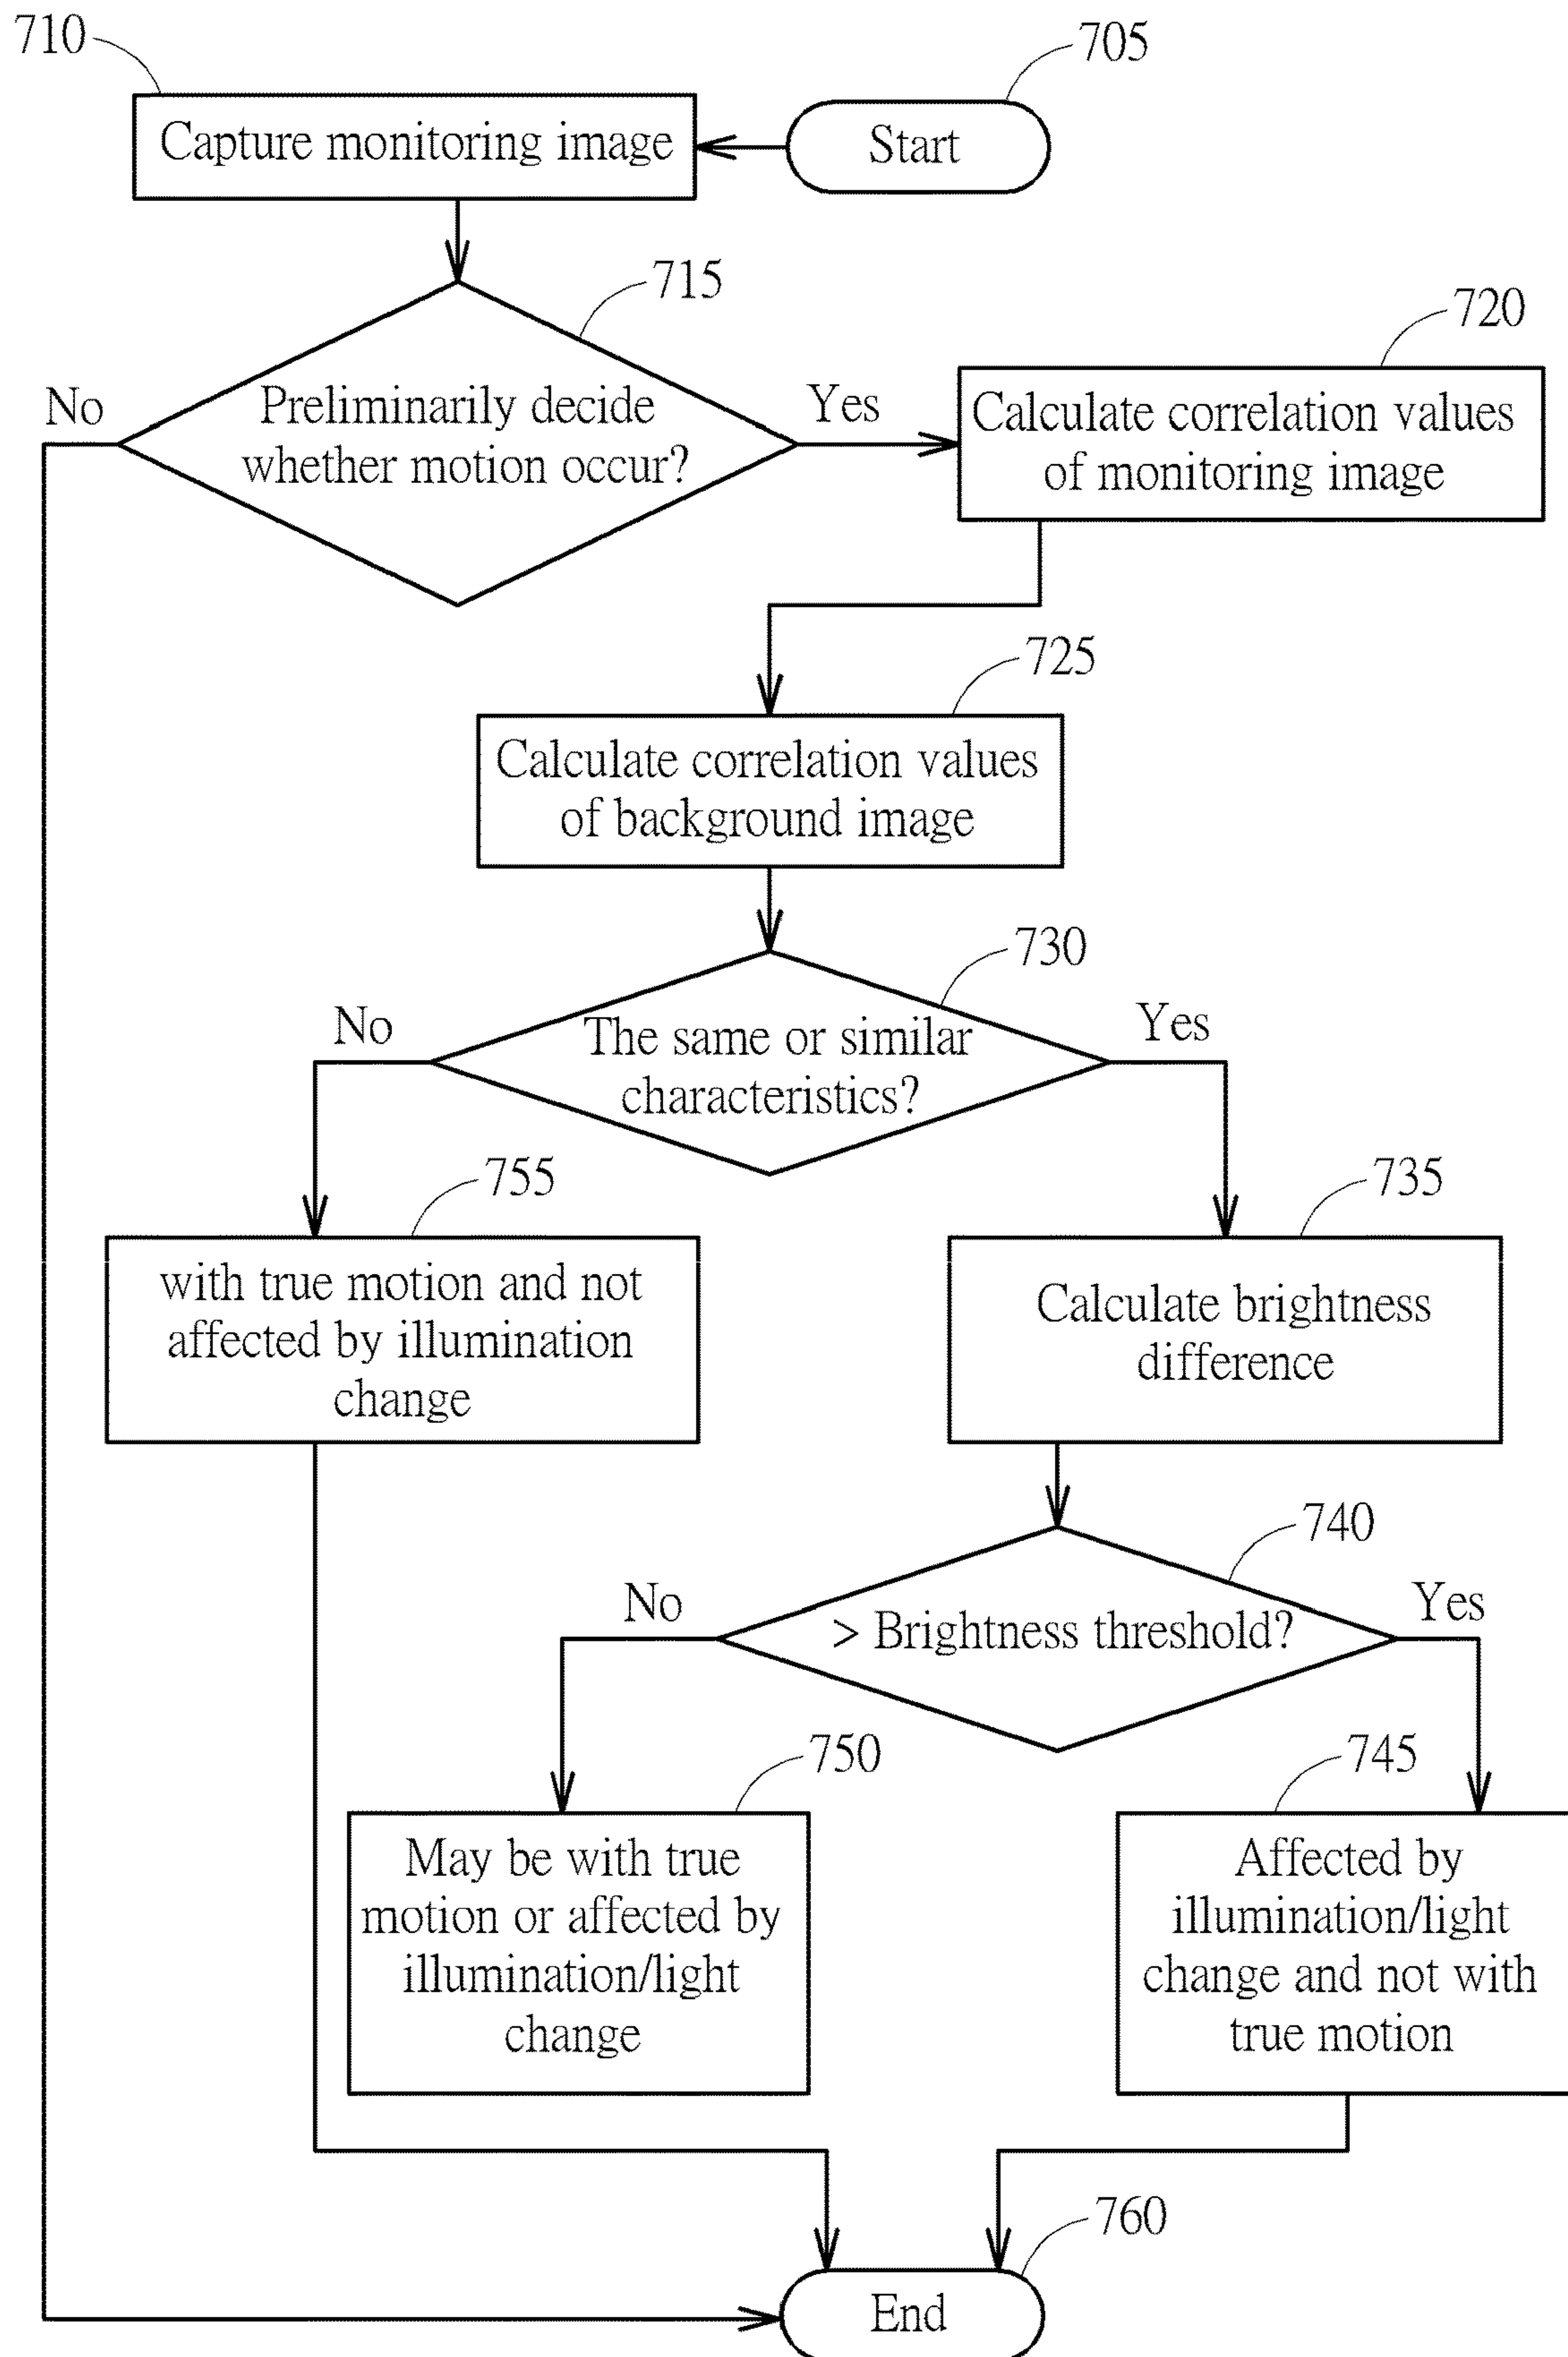 710
705
Capture monitoring image
Start
715
720
No
Preliminarily decide
whether motion occur?
Yes
Calculate correlation values
of monitoring image
725
Calculate correlation values
of background image
730
No
The same or similar
characteristics?
Yes
755
735
with true motion and not
affected by illumination
change
Calculate brightness
difference
740
No
> Brightness threshold?
Yes
750
745
May be with true
motion or affected by
illumination/light
change
Affected by
illumination/light
change and not with
true motion
760
End